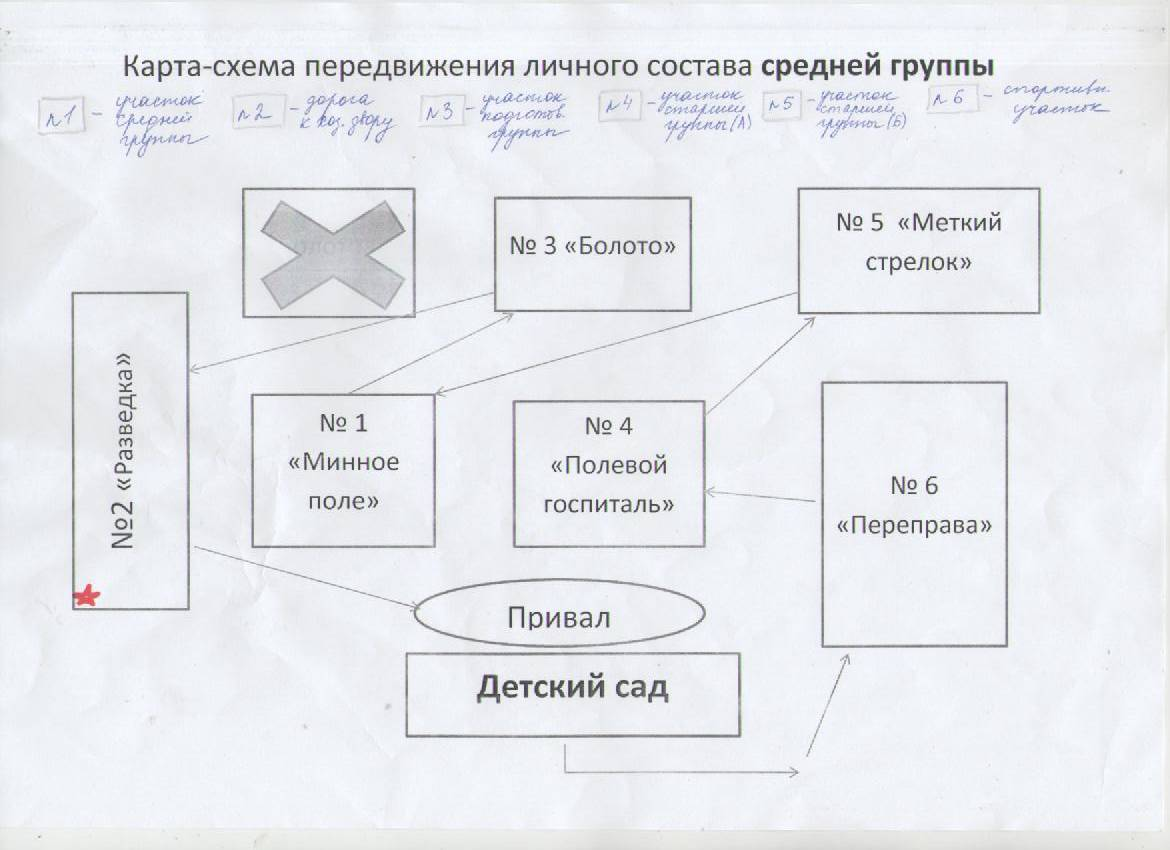 Карта-схема передвижения личного состава средней группы
№1 – участок
средней
группы
№2 – дорога
к хоз. двору
№3 – участок
подготов.
группы
№4 – участок
старшей
группы (А)
№5 – участок
старшей
группы (Б)
№6 – спортивн.
участок
№ 3 «Болото»
№ 5 «Меткий
стрелок»
№2 «Разведка»
№ 1
«Минное
поле»
№ 4
«Полевой
госпиталь»
№ 6
«Переправа»
Привал
Детский сад